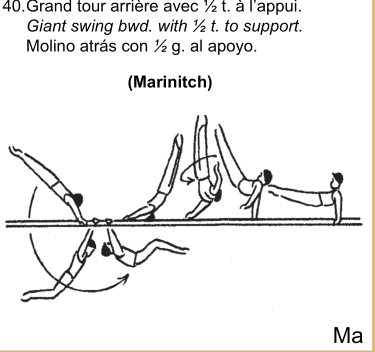 40.Grand tour arrière avec ½ t. à l'appui.
Giant swing bwd. with ½ t. to support.
Molino atrás con ½ g. al apoyo.
(Marinitch)
Ma